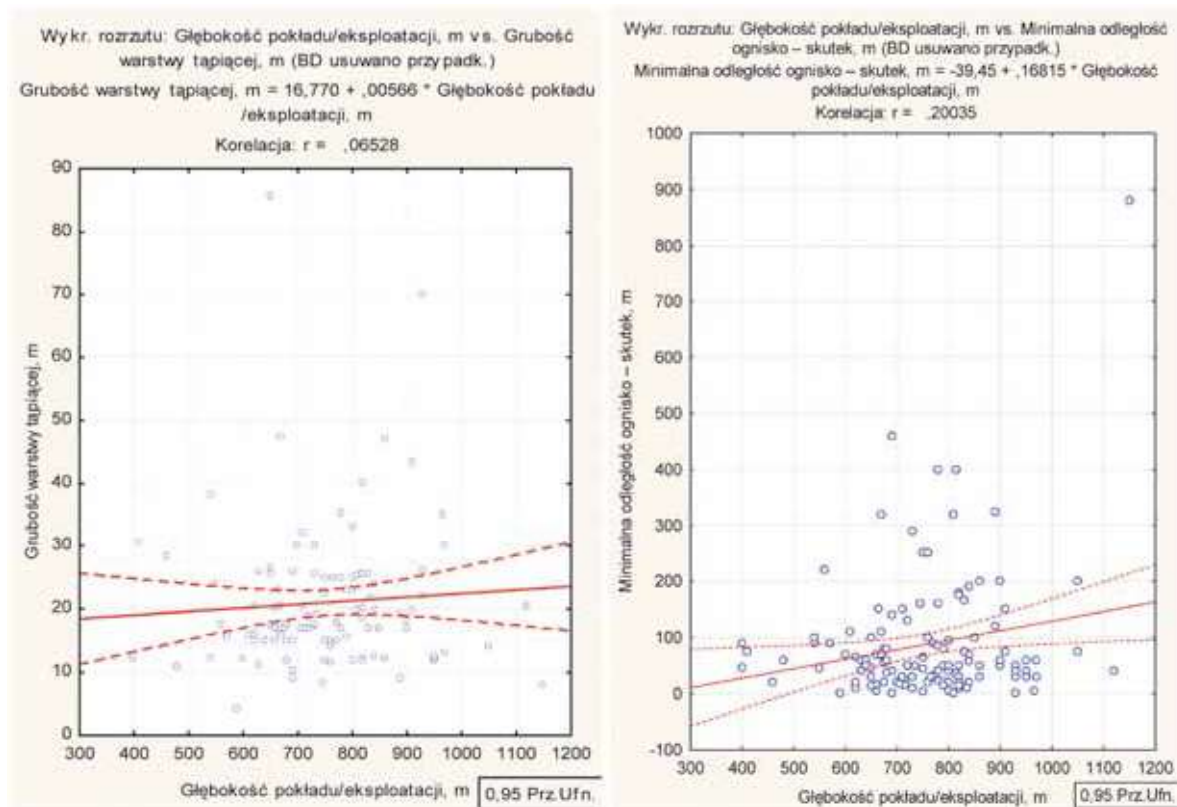 Wykr. rozrzutu: Głębokość pokładu/eksploatacji, m vs. Grubość
warstwy tąpiącej, m (BD usuwano przypadk.)
Grubość warstwy tąpiącej, m = 16,770 + ,00566 * Głębokość pokładu
/eksploatacji, m
Korelacja: r = ,06528
90
80
70
60
50
40
30
20
10
0
Grubość warstwy tąpiącej, m
300 400 500 600 700 800 900 1000 1100 1200
Głębokość pokładu/eksploatacji, m
0,95 Prz.Ufn.
Wykr. rozrzutu: Głębokość pokładu/eksploatacji, m vs. Minimalna odległość
ognisko – skutek, m (BD usuwano przypadk.)
Minimalna odległość ognisko – skutek, m = -39,45 + ,16815 * Głębokość
pokładu/eksploatacji, m
Korelacja: r = ,20035
1000
900
800
700
600
500
400
300
200
100
0
-100
Minimalna odległość ognisko – skutek, m
300 400 500 600 700 800 900 1000 1100 1200
Głębokość pokładu/eksploatacji, m
0,95 Prz.Ufn.